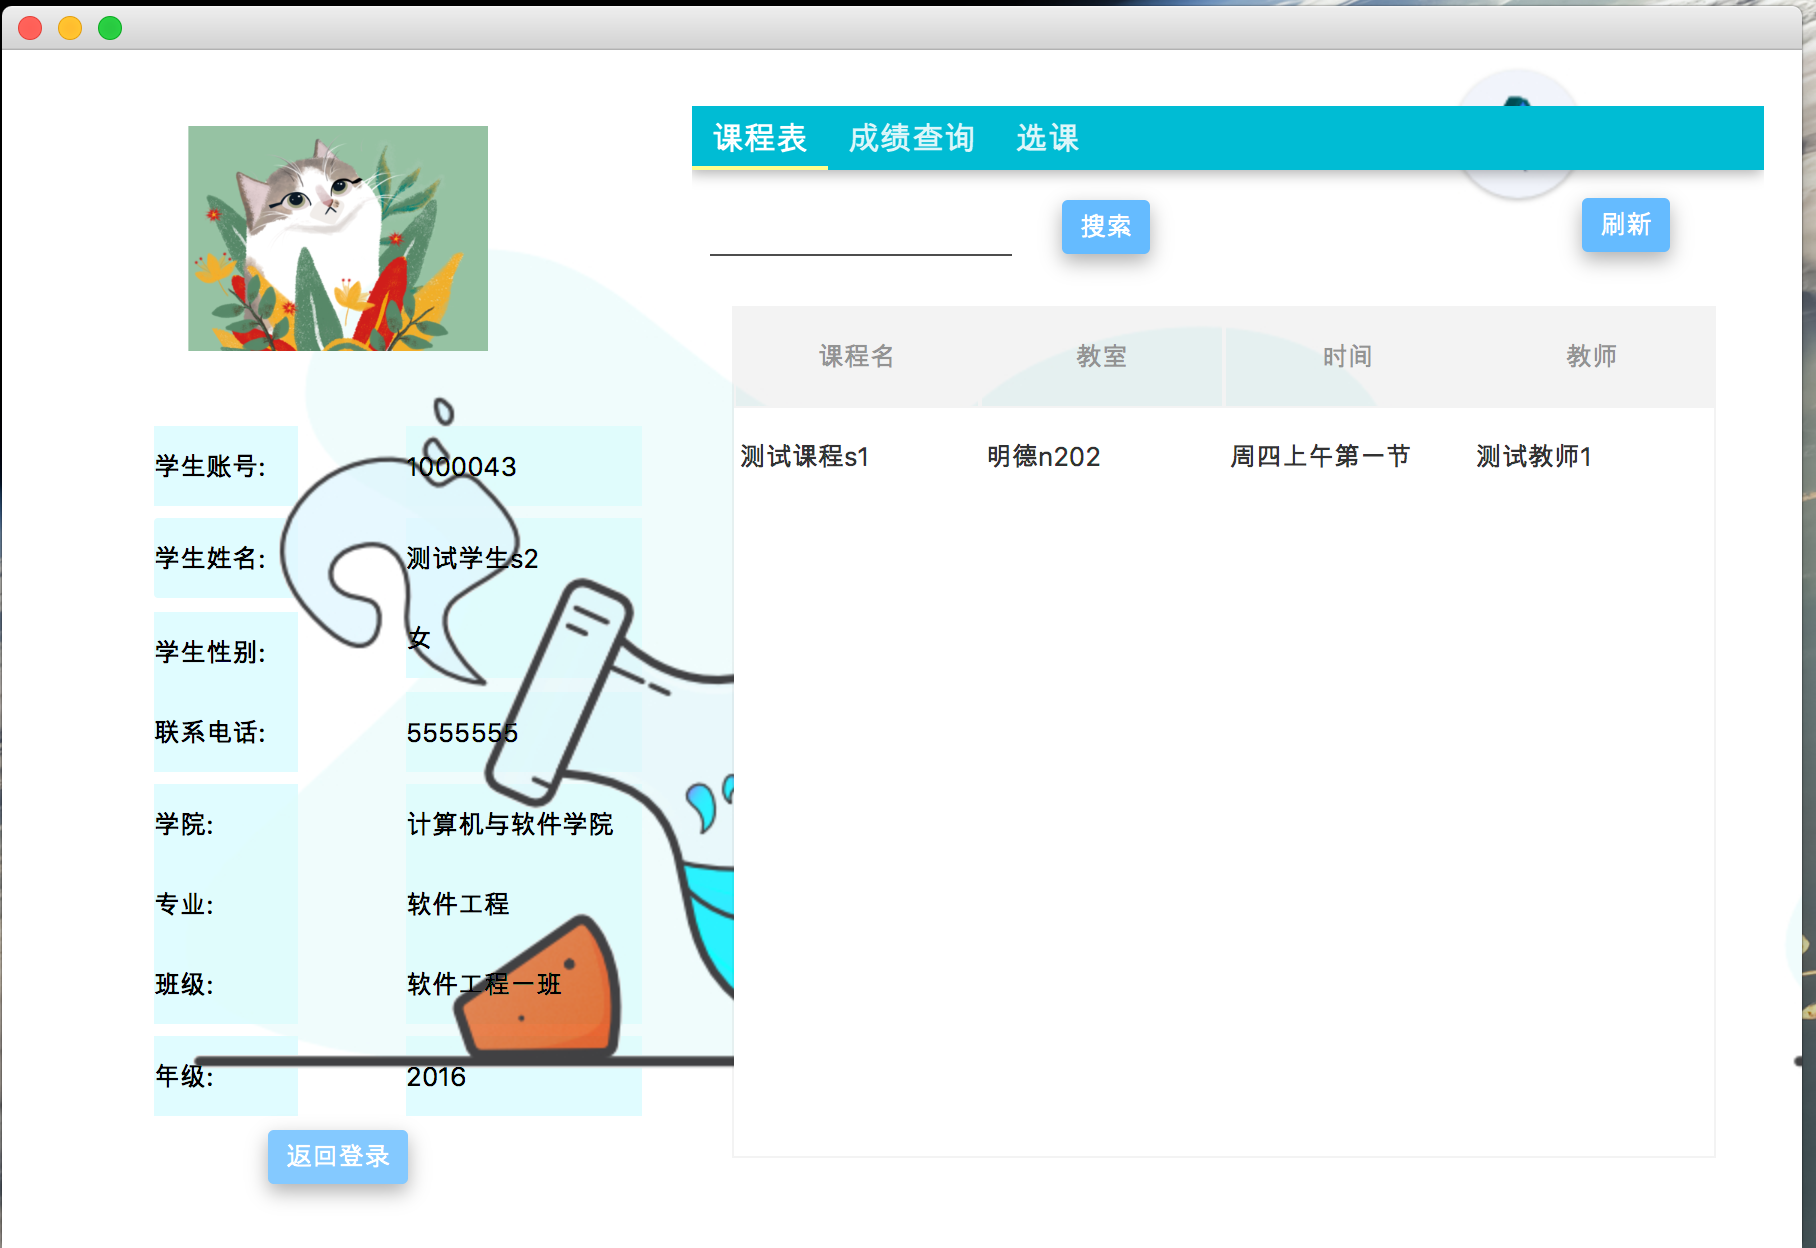 课程表 成绩查询 选课
搜索 刷新
课程名 教室 时间 教师
测试课程s1 明德n202 周四上午第一节 测试教师1
学生账号: 1000043
学生姓名: 测试学生s2
学生性别: 女
联系电话: 5555555
学院: 计算机与软件学院
专业: 软件工程
班级: 软件工程一班
年级: 2016
返回登录